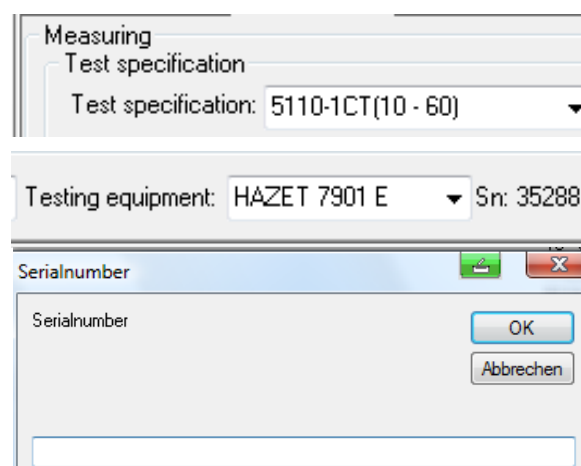 Measuring
Test specification
Test specification: 5110-1CT(10 - 60)
Testing equipment: HAZET 7901 E Sn: 35288
Serialnumber
Serialnumber
OK
Abbrechen